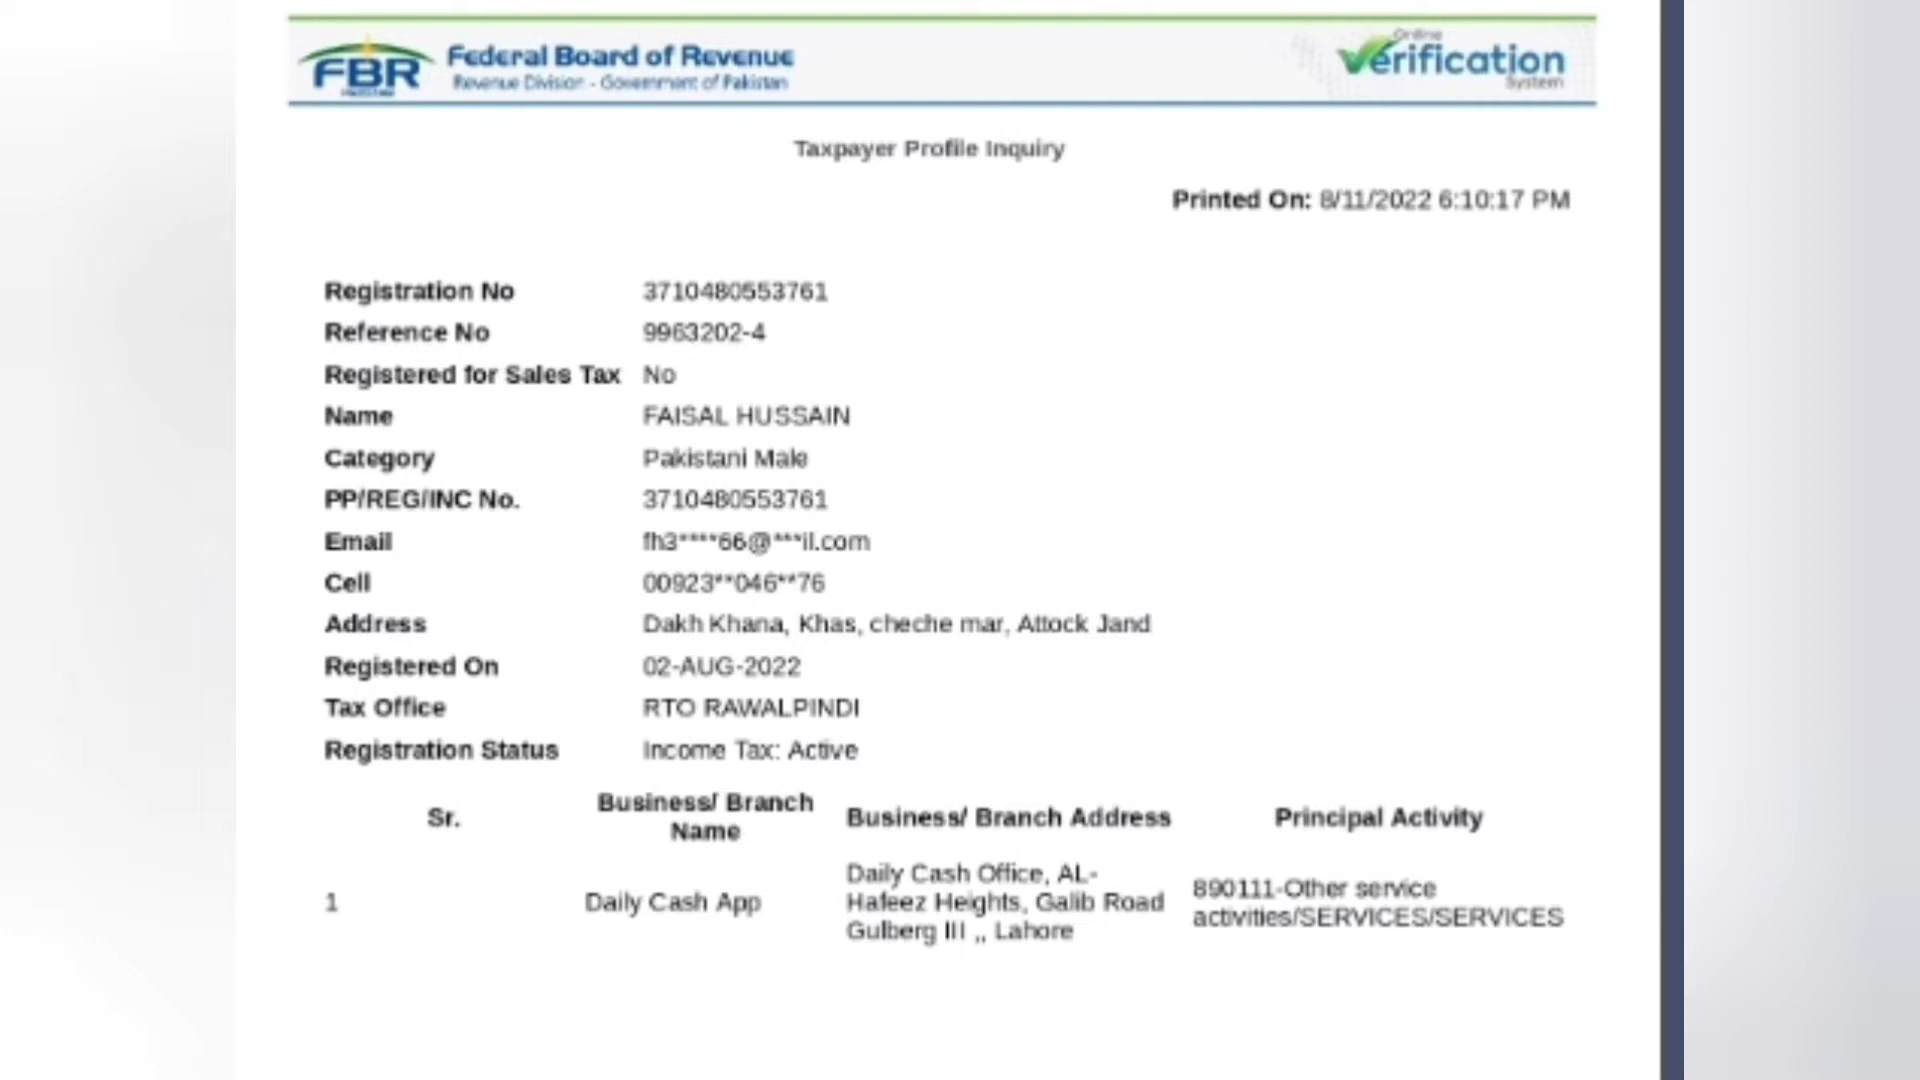 FBR
Federal Board of Revenue
Revenue Division - Government of Pakistan
Online
Verification
System
Taxpayer Profile Inquiry
Printed On: 8/11/2022 6:10:17 PM
Registration No 3710480553761
Reference No 9963202-4
Registered for Sales Tax No
Name FAISAL HUSSAIN
Category Pakistani Male
PP/REG/INC No. 3710480553761
Email fh3****66@***il.com
Cell 00923**046**76
Address Dakh Khana, Khas, cheche mar, Attock Jand
Registered On 02-AUG-2022
Tax Office RTO RAWALPINDI
Registration Status Income Tax: Active
Sr. Business/ Branch Name Business/ Branch Address Principal Activity
1 Daily Cash App Daily Cash Office, AL-
Hafeez Heights, Galib Road
Gulberg III ,, Lahore
890111-Other service
activities/SERVICES/SERVICES